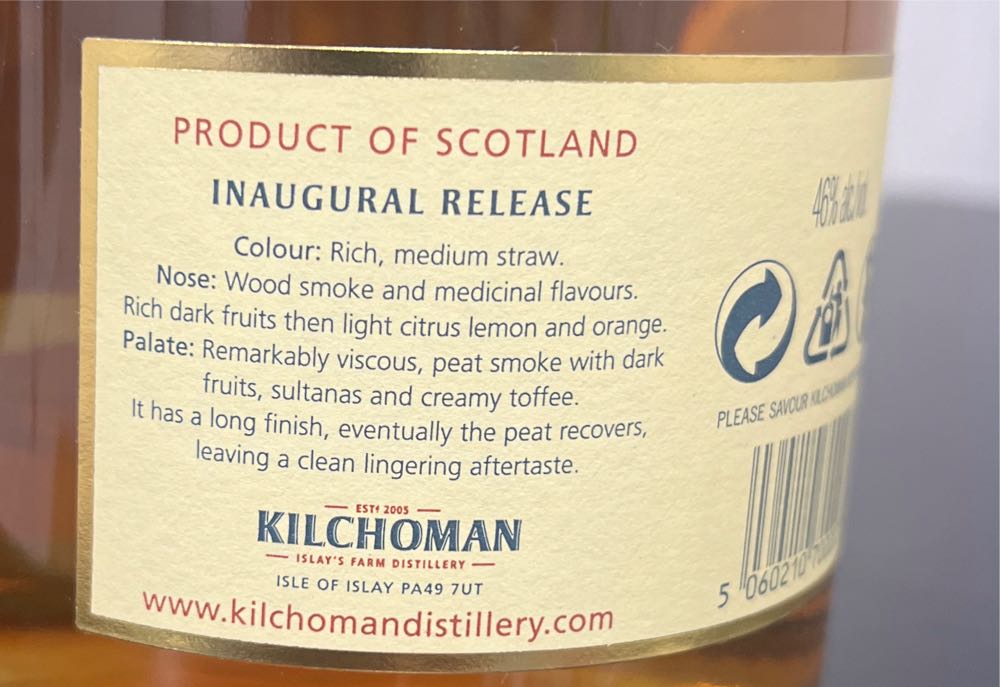 PRODUCT OF SCOTLAND
INAUGURAL RELEASE
Colour: Rich, medium straw.
Nose: Wood smoke and medicinal flavours.
Rich dark fruits then light citrus lemon and orange.
Palate: Remarkably viscous, peat smoke with dark
fruits, sultanas and creamy toffee.
It has a long finish, eventually the peat recovers,
leaving a clean lingering aftertaste.
ESTd 2005
KILCHOMAN
ISLAY'S FARM DISTILLERY
ISLE OF ISLAY PA49 7UT
www.kilchomandistillery.com
46% alc/vol.
PLEASE SAVOUR KILCHOMAN
5 060210